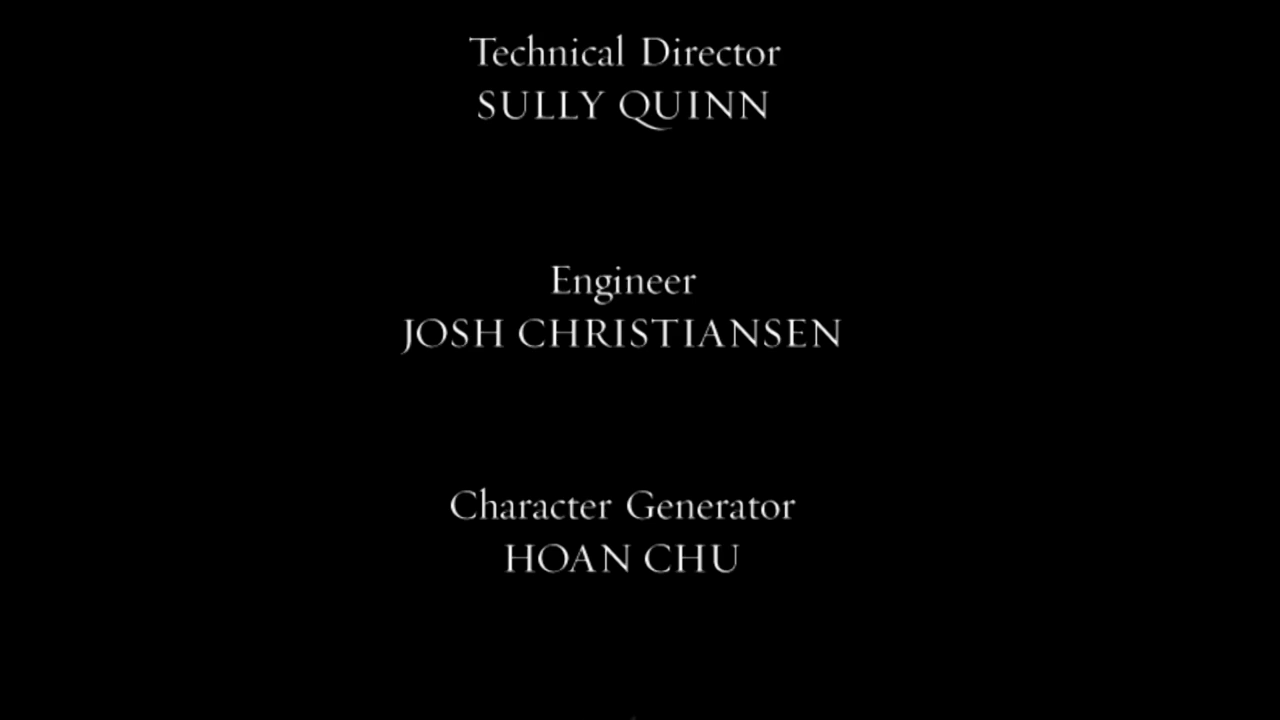 Technical Director
SULLY QUINN
Engineer
JOSH CHRISTIANSEN
Character Generator
HOAN CHU